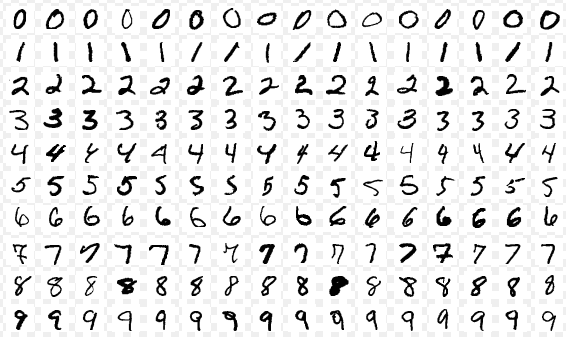 0 0 0 0 0 0 0 0 0 0 0 0 0 0 0 0
1 1 1 1 1 1 1 1 1 1 1 1 1 1 1 1
2 2 2 2 2 2 2 2 2 2 2 2 2 2 2 2
3 3 3 3 3 3 3 3 3 3 3 3 3 3 3 3
4 4 4 4 4 4 4 4 4 4 4 4 4 4 4 4
5 5 5 5 5 5 5 5 5 5 5 5 5 5 5 5
6 6 6 6 6 6 6 6 6 6 6 6 6 6 6 6
7 7 7 7 7 7 7 7 7 7 7 7 7 7 7 7
8 8 8 8 8 8 8 8 8 8 8 8 8 8 8 8
9 9 9 9 9 9 9 9 9 9 9 9 9 9 9 9